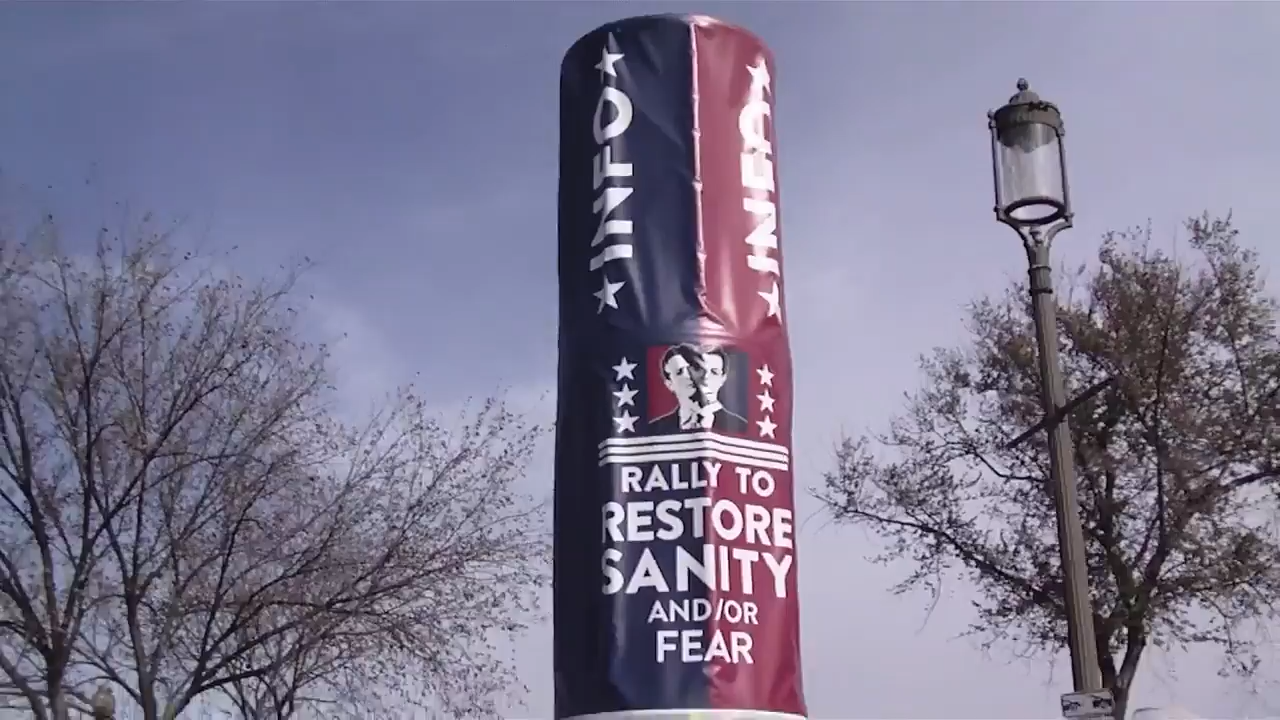 INFO
INFO
RALLY TO
RESTORE
SANITY
AND/OR
FEAR